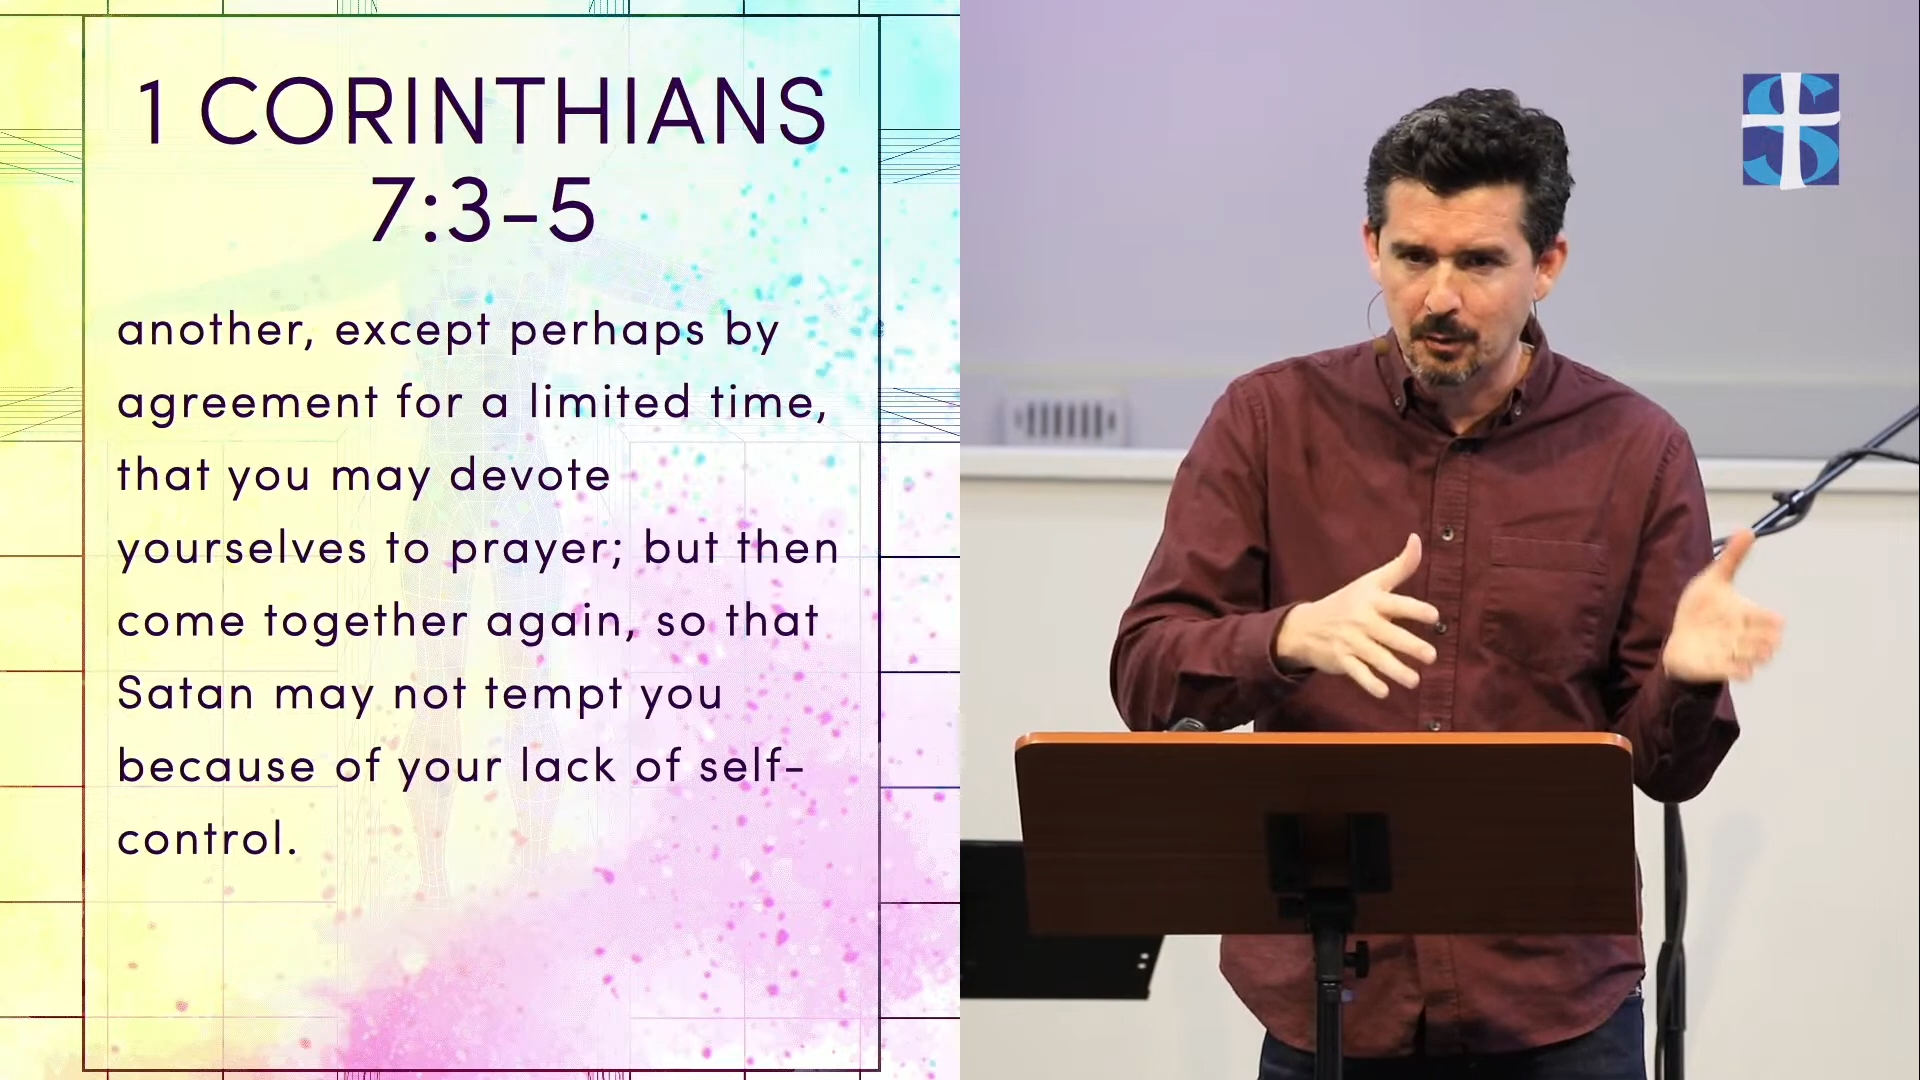 1 CORINTHIANS
7:3-5
another, except perhaps by
agreement for a limited time,
that you may devote
yourselves to prayer; but then
come together again, so that
Satan may not tempt you
because of your lack of self-
control.
S